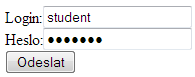 Login: student
Heslo: •••••••
Odeslat